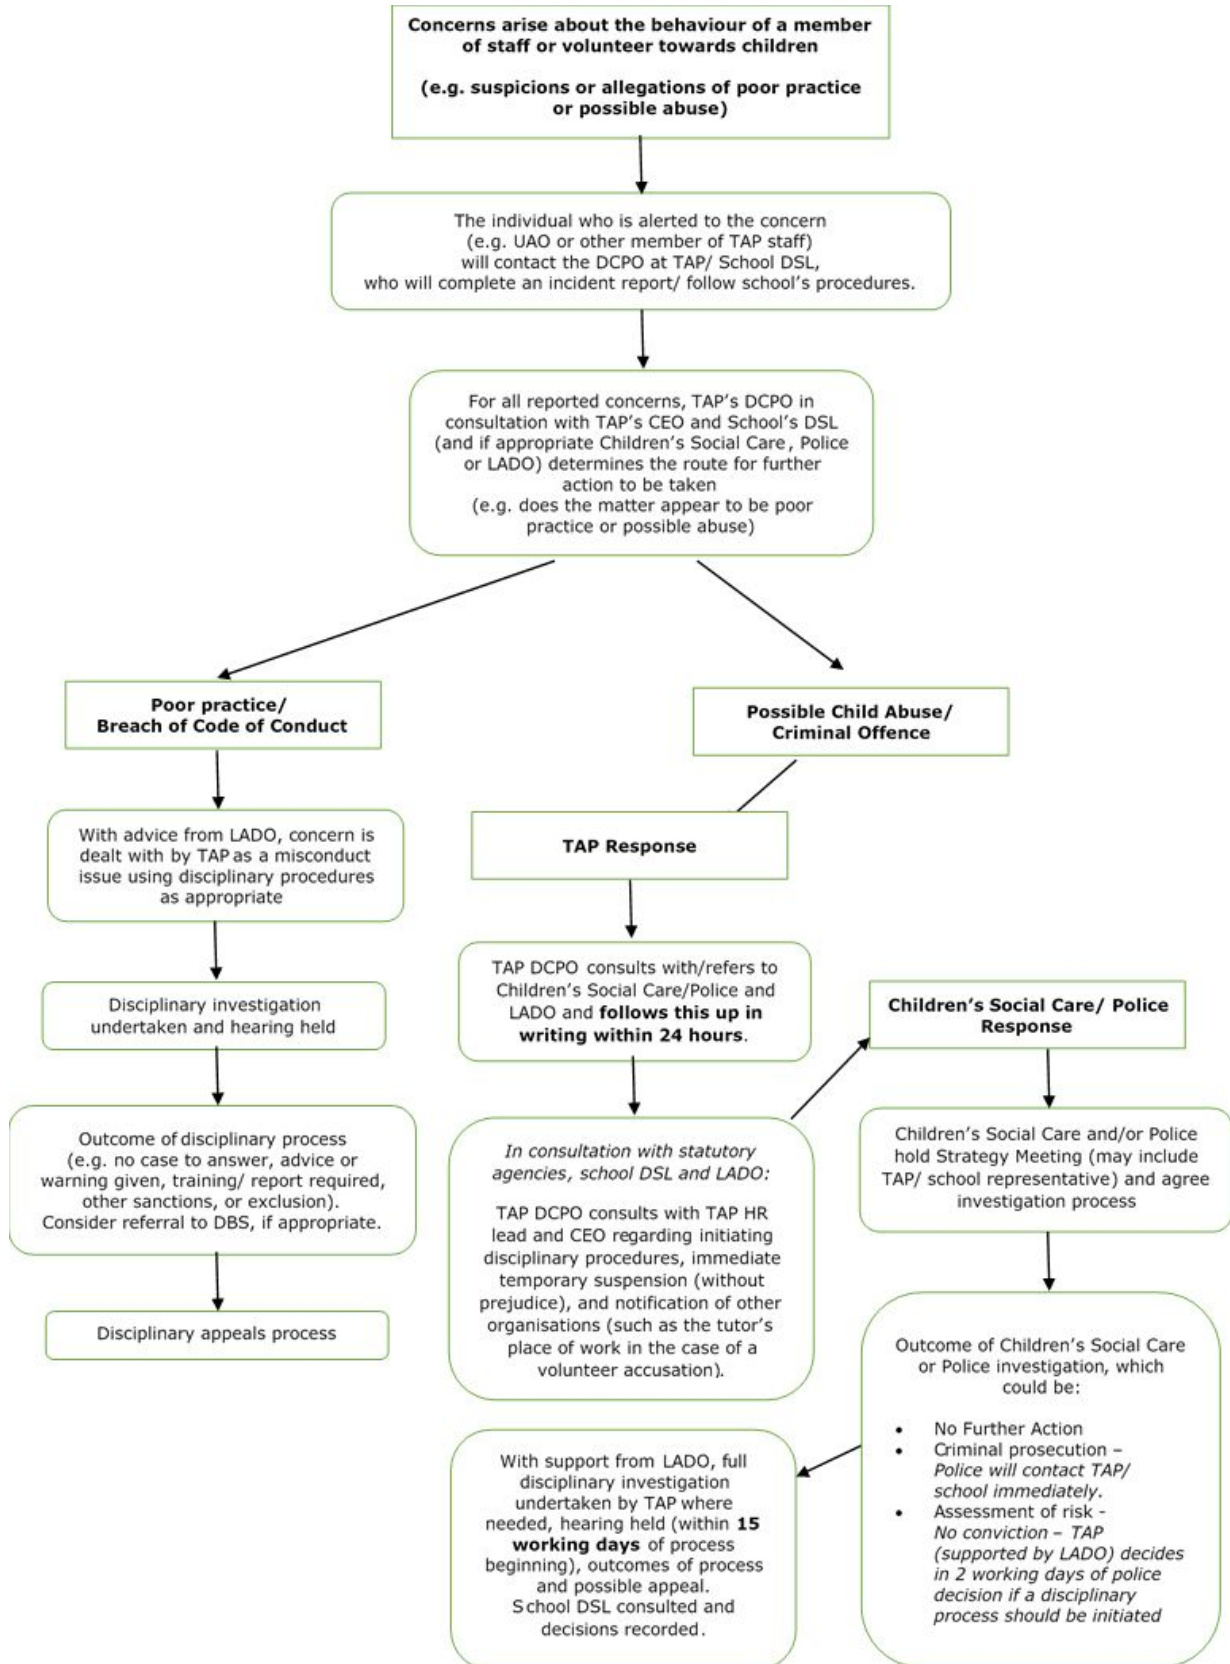 Concerns arise about the behaviour of a member
of staff or volunteer towards children
(e.g. suspicions or allegations of poor practice
or possible abuse)
The individual who is alerted to the concern
(e.g. UAO or other member of TAP staff)
will contact the DCPO at TAP/ School DSL,
who will complete an incident report/ follow school's procedures.
For all reported concerns, TAP's DCPO in
consultation with TAP's CEO and School's DSL
(and if appropriate Children's Social Care, Police
or LADO) determines the route for further
action to be taken
(e.g. does the matter appear to be poor
practice or possible abuse)
Poor practice/
Breach of Code of Conduct
With advice from LADO, concern is
dealt with by TAP as a misconduct
issue using disciplinary procedures
as appropriate
Disciplinary investigation
undertaken and hearing held
Outcome of disciplinary process
(e.g. no case to answer, advice or
warning given, training/ report required,
other sanctions, or exclusion).
Consider referral to DBS, if appropriate.
Disciplinary appeals process
Possible Child Abuse/
Criminal Offence
TAP Response
TAP DCPO consults with/refers to
Children's Social Care/Police and
LADO and follows this up in
writing within 24 hours.
In consultation with statutory
agencies, school DSL and LADO:
TAP DCPO consults with TAP HR
lead and CEO regarding initiating
disciplinary procedures, immediate
temporary suspension (without
prejudice), and notification of other
organisations (such as the tutor's
place of work in the case of a
volunteer accusation).
Children's Social Care/ Police
Response
Children's Social Care and/or Police
hold Strategy Meeting (may include
TAP/ school representative) and agree
investigation process
Outcome of Children's Social Care
or Police investigation, which
could be:
• No Further Action
• Criminal prosecution –
Police will contact TAP/
school immediately.
• Assessment of risk -
No conviction – TAP
(supported by LADO) decides
in 2 working days of police
decision if a disciplinary
process should be initiated
With support from LADO, full
disciplinary investigation
undertaken by TAP where
needed, hearing held (within 15
working days of process
beginning), outcomes of process
and possible appeal.
School DSL consulted and
decisions recorded.